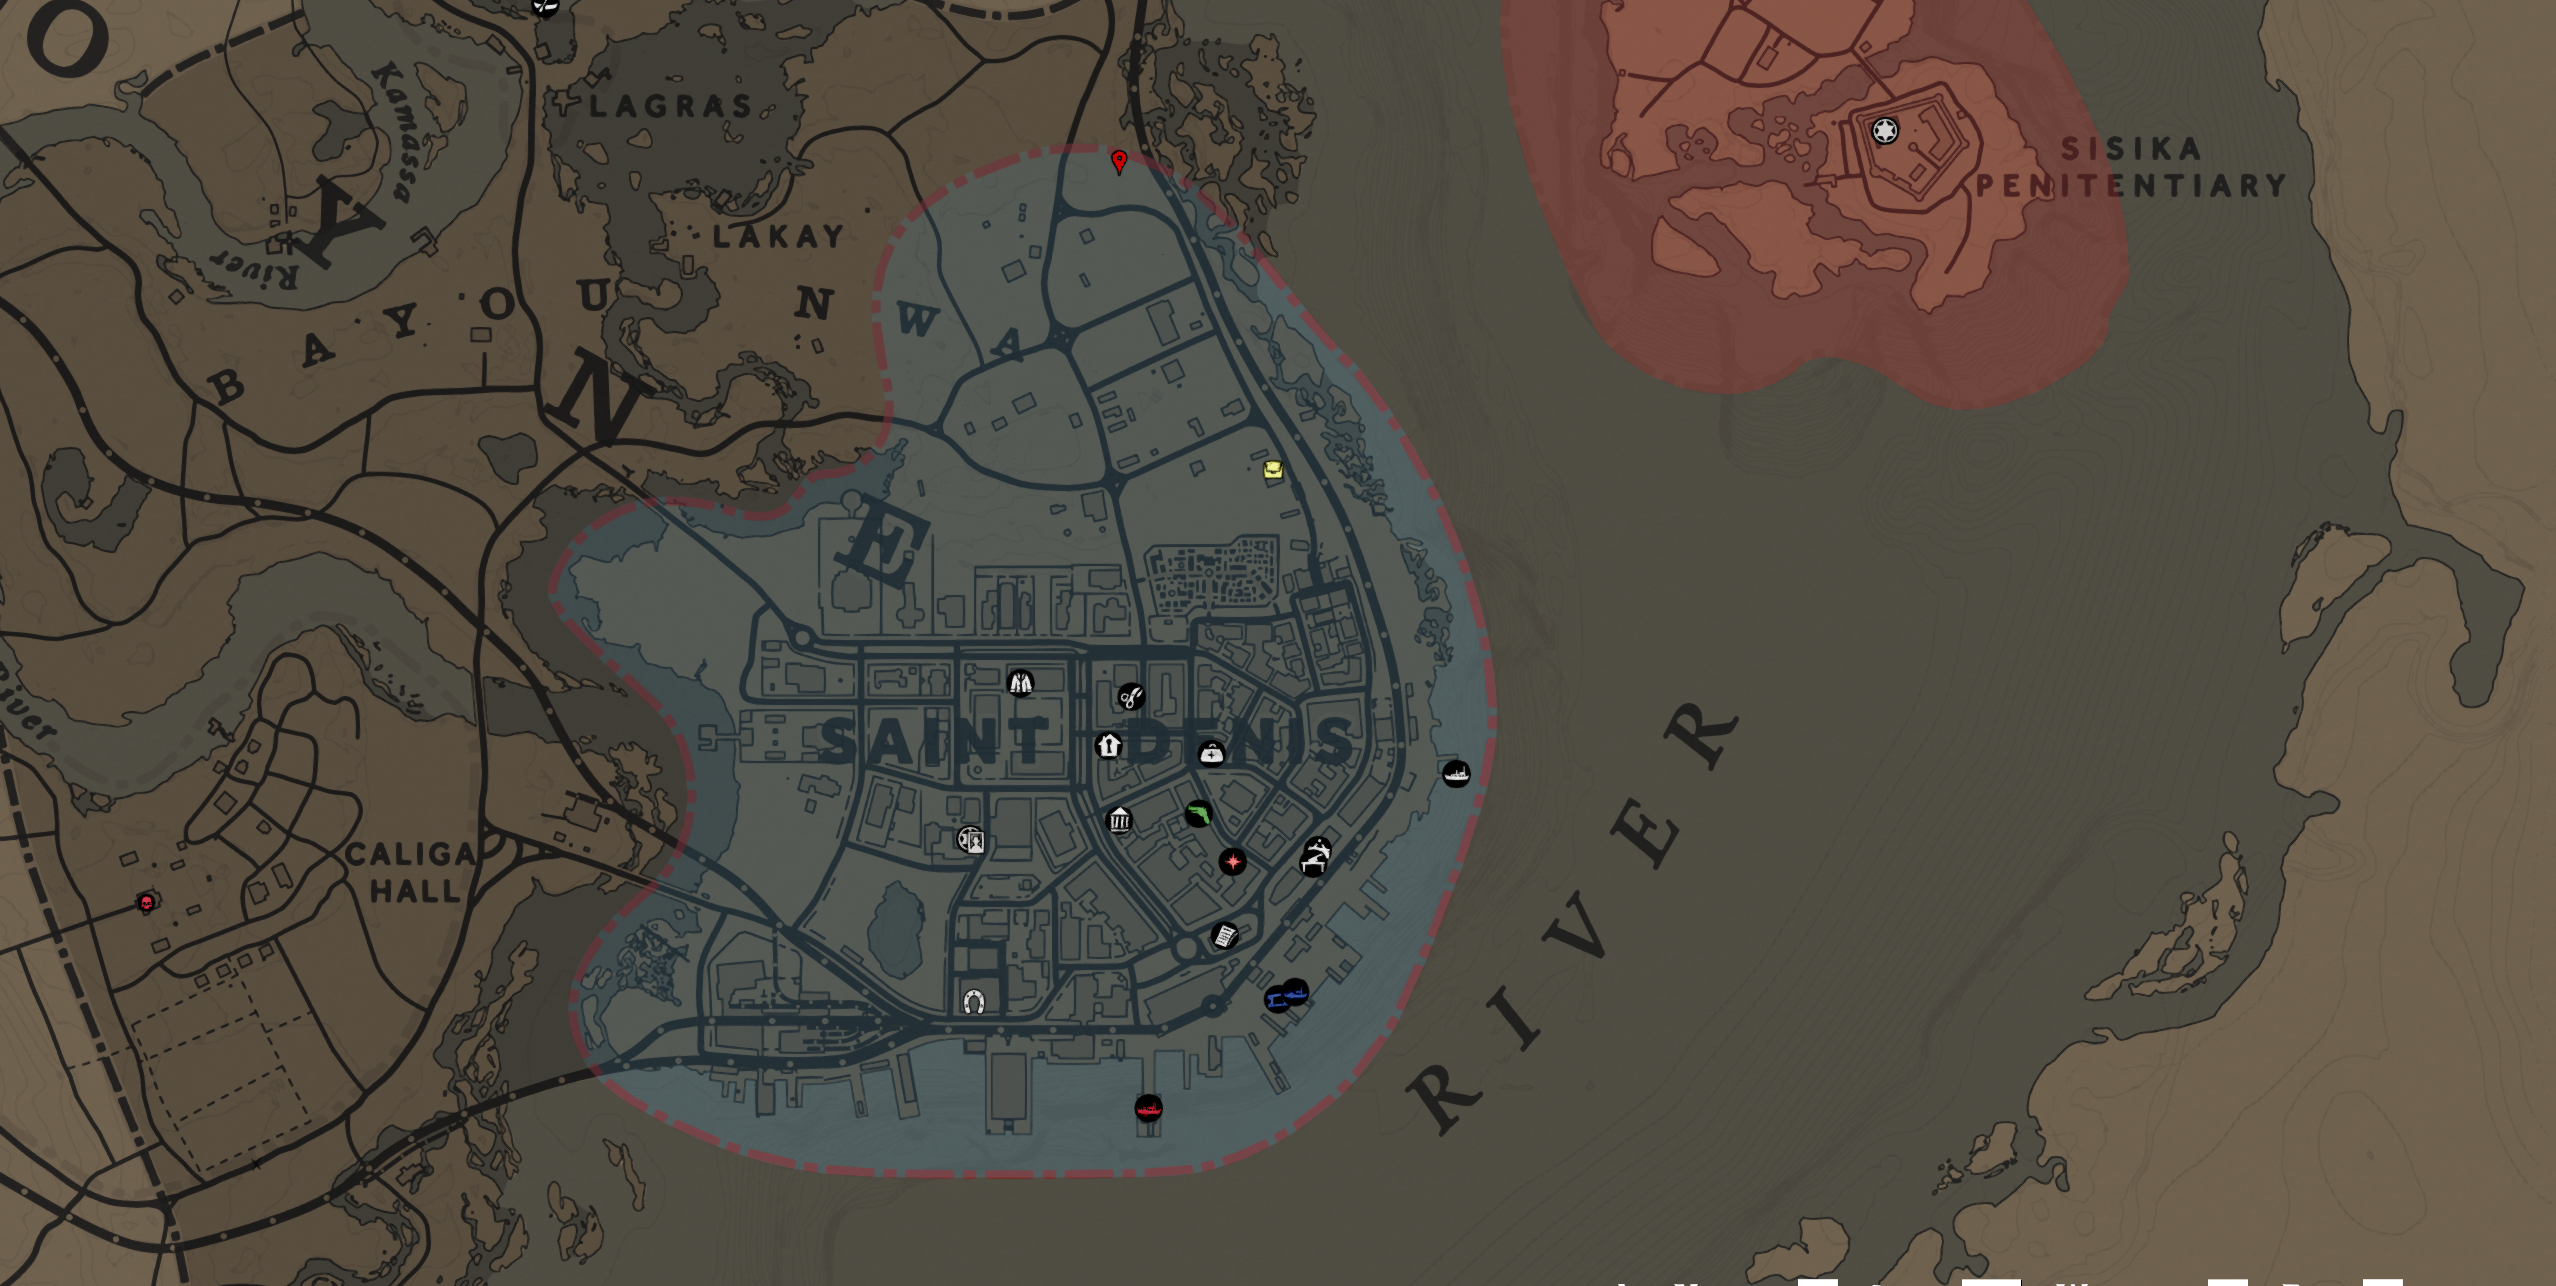 O
Kamassa
River
LAGRAS
SISIKA
PENITENTIARY
LAKAY
Y
BAYOU NWA
N
E
SAINT DENIS
River
CALIGA
HALL
RIVER